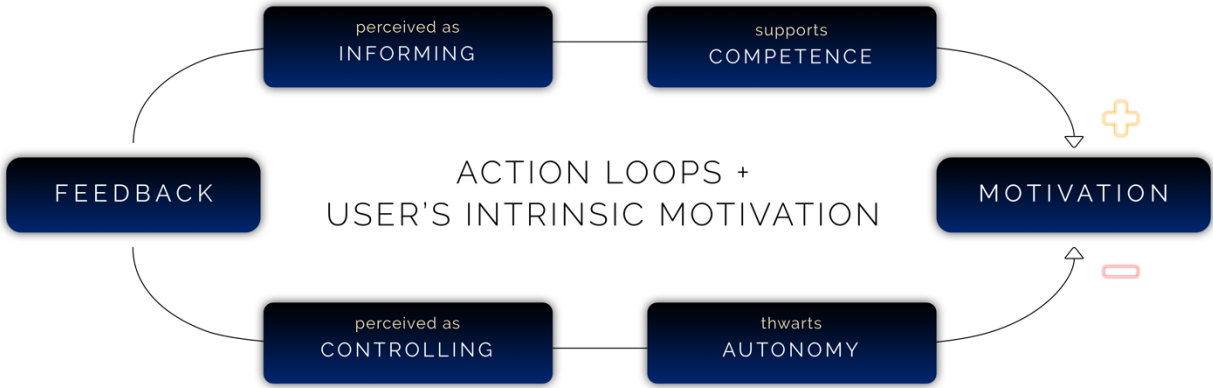 perceived as
INFORMING
supports
COMPETENCE
FEEDBACK
ACTION LOOPS +
USER'S INTRINSIC MOTIVATION
MOTIVATION
perceived as
CONTROLLING
thwarts
AUTONOMY